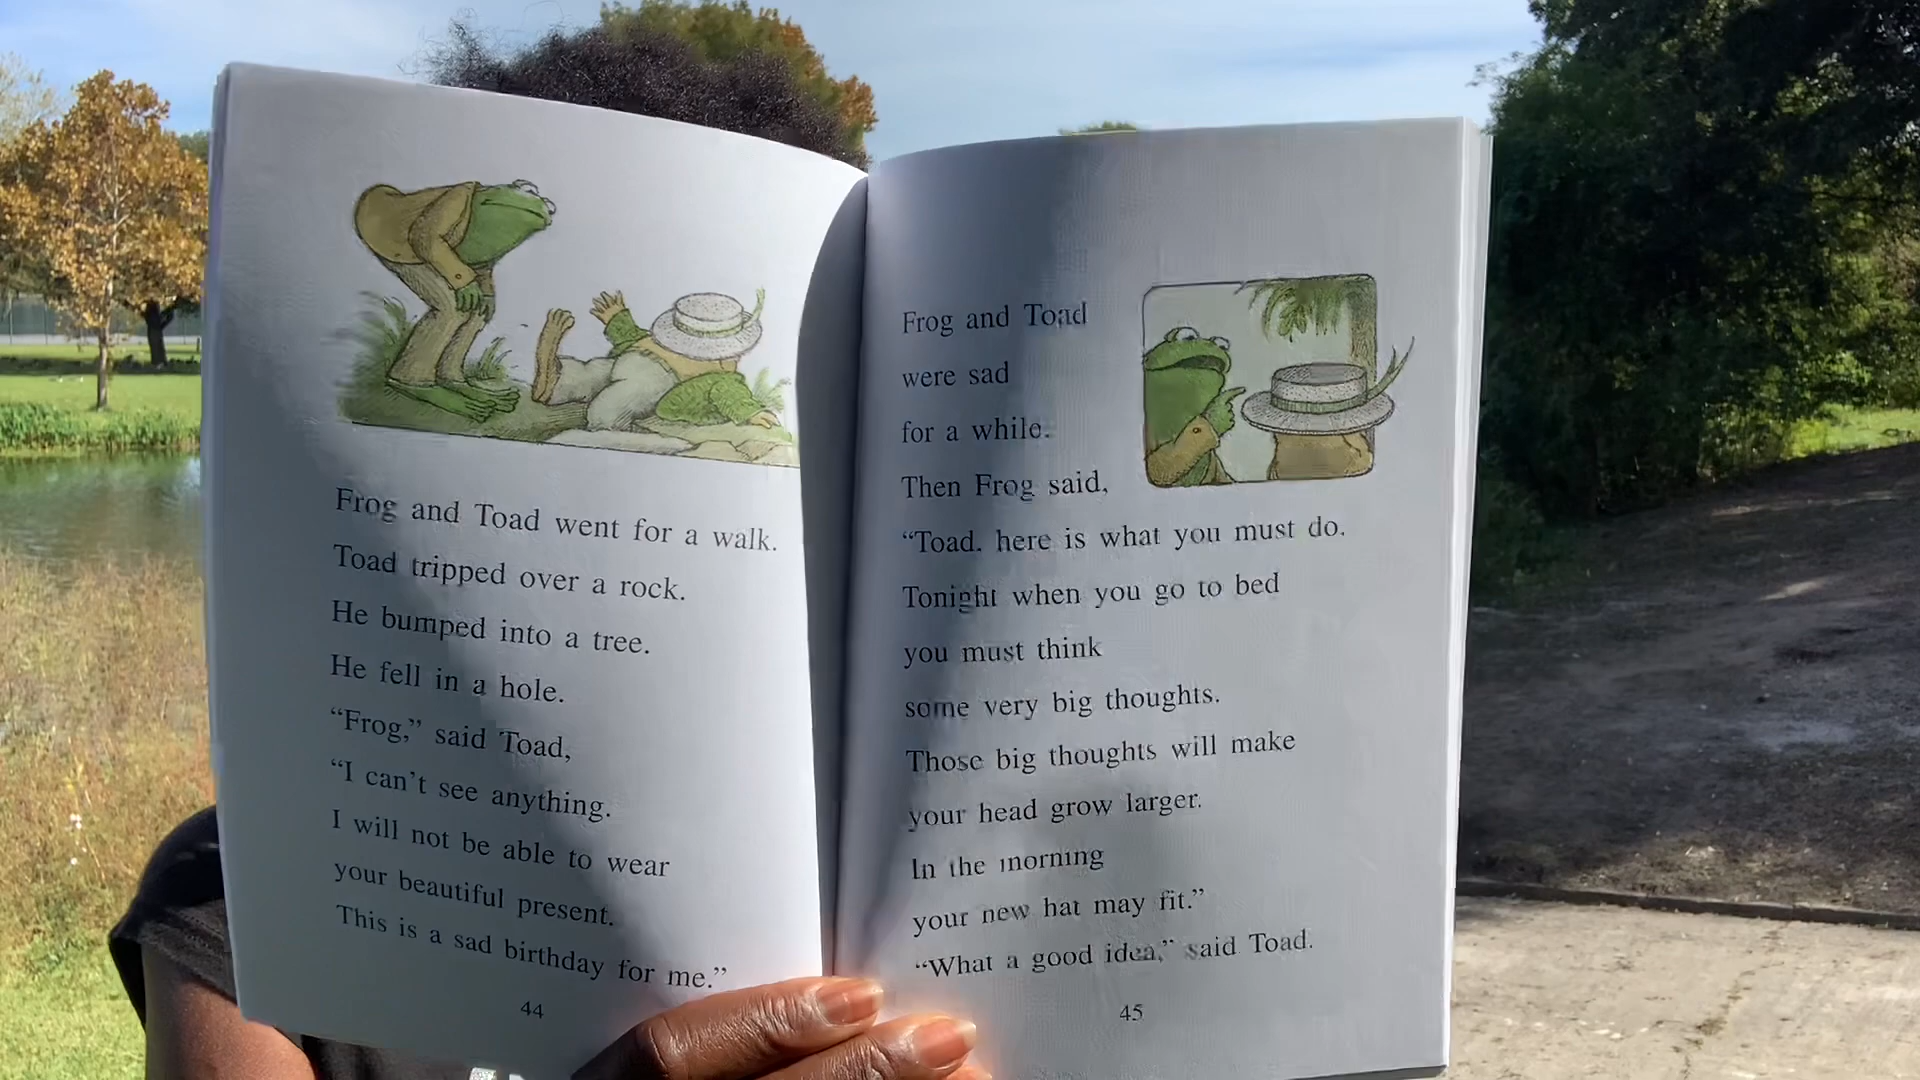 Frog and Toad went for a walk.
Toad tripped over a rock.
He bumped into a tree.
He fell in a hole.
“Frog,” said Toad,
“I can’t see anything.
I will not be able to wear
your beautiful present.
This is a sad birthday for me.”
44
Frog and Toad
were sad
for a while.
Then Frog said,
“Toad, here is what you must do.
Tonight when you go to bed
you must think
some very big thoughts.
Those big thoughts will make
your head grow larger.
In the morning
your new hat may fit.”
“What a good idea,” said Toad.
45